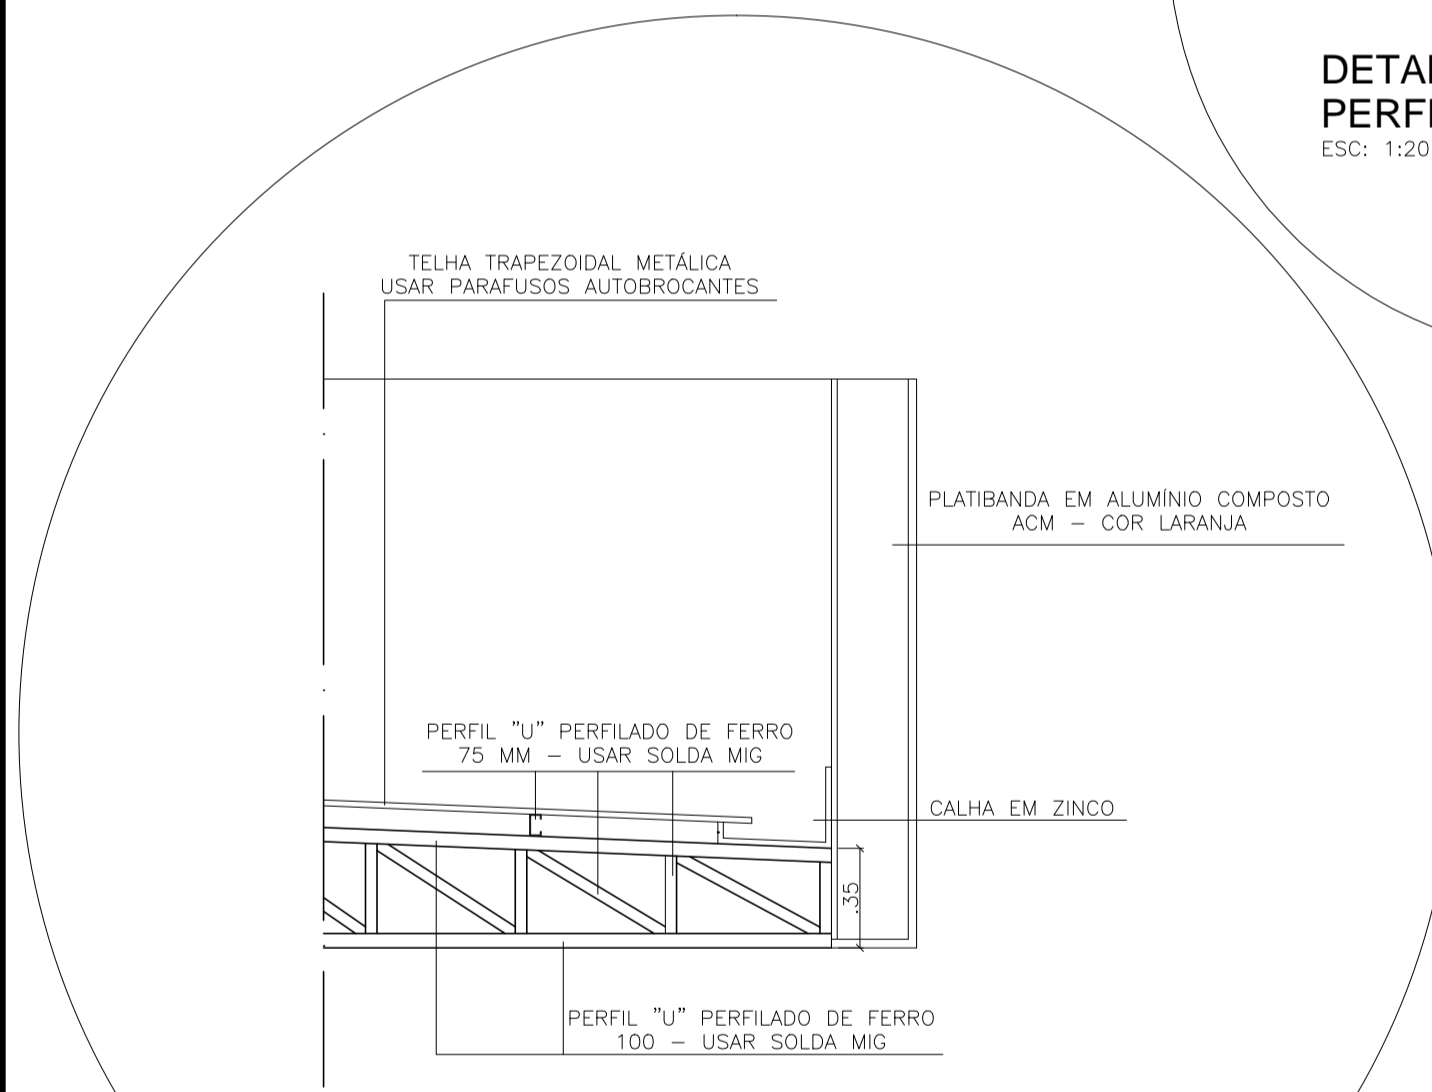 DETA
PERF
ESC: 1:20
TELHA TRAPEZOIDAL METÁLICA
USAR PARAFUSOS AUTOBROCANTES
PLATIBANDA EM ALUMÍNIO COMPOSTO
ACM – COR LARANJA
PERFIL "U" PERFILADO DE FERRO
75 MM – USAR SOLDA MIG
CALHA EM ZINCO
.35
PERFIL "U" PERFILADO DE FERRO
100 – USAR SOLDA MIG